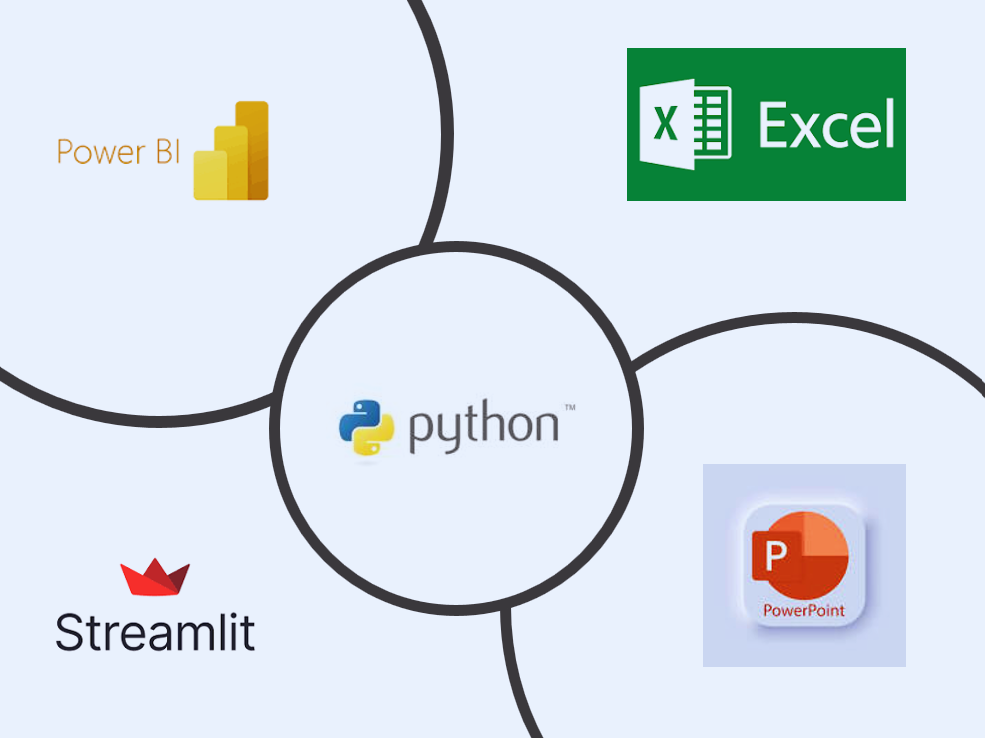 Power BI
X Excel
python™
Streamlit
P
PowerPoint